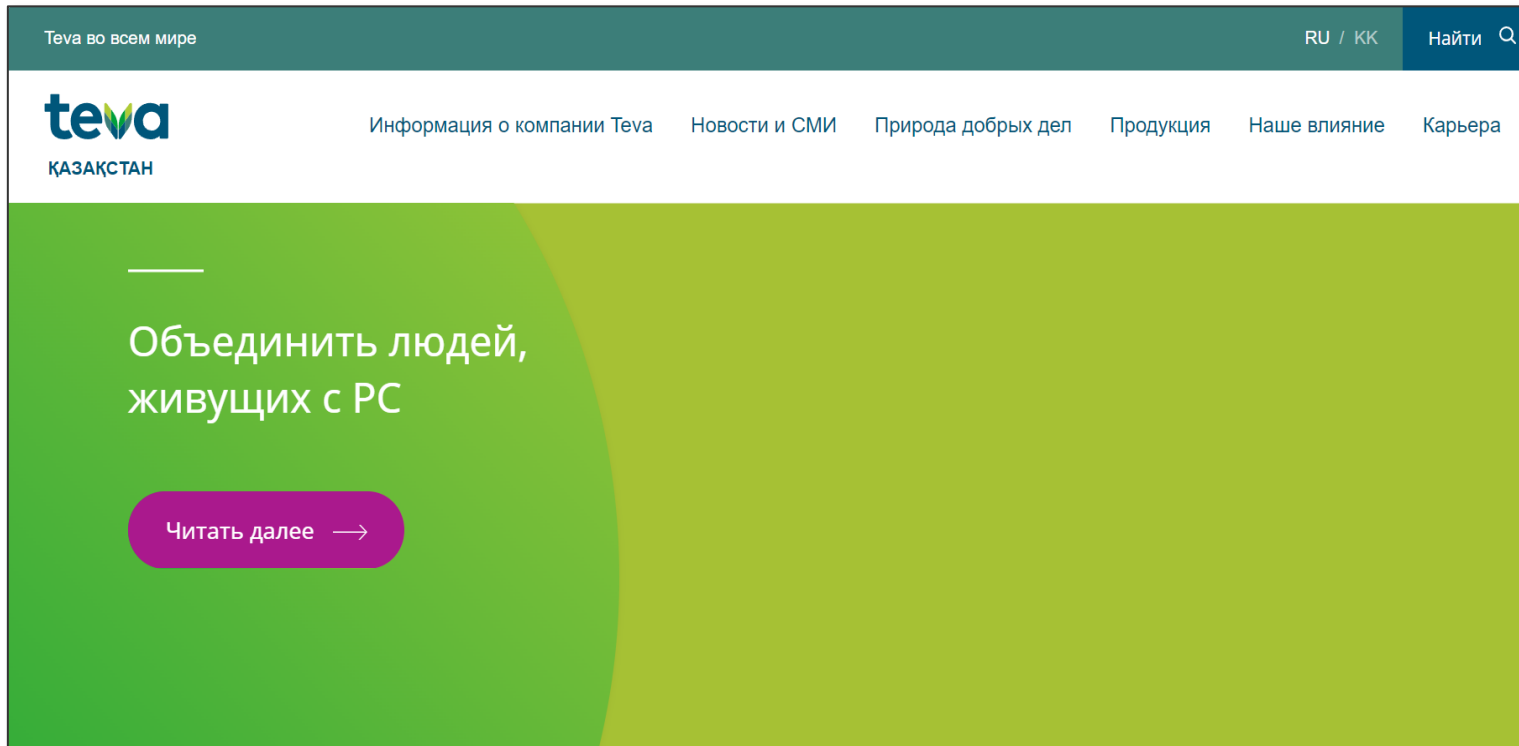 Teva во всем мире
RU / KK
Найти
teva
ҚАЗАҚСТАН
Информация о компании Teva
Новости и СМИ
Природа добрых дел
Продукция
Наше влияние
Карьера
Объединить людей,
живущих с РС
Читать далее →